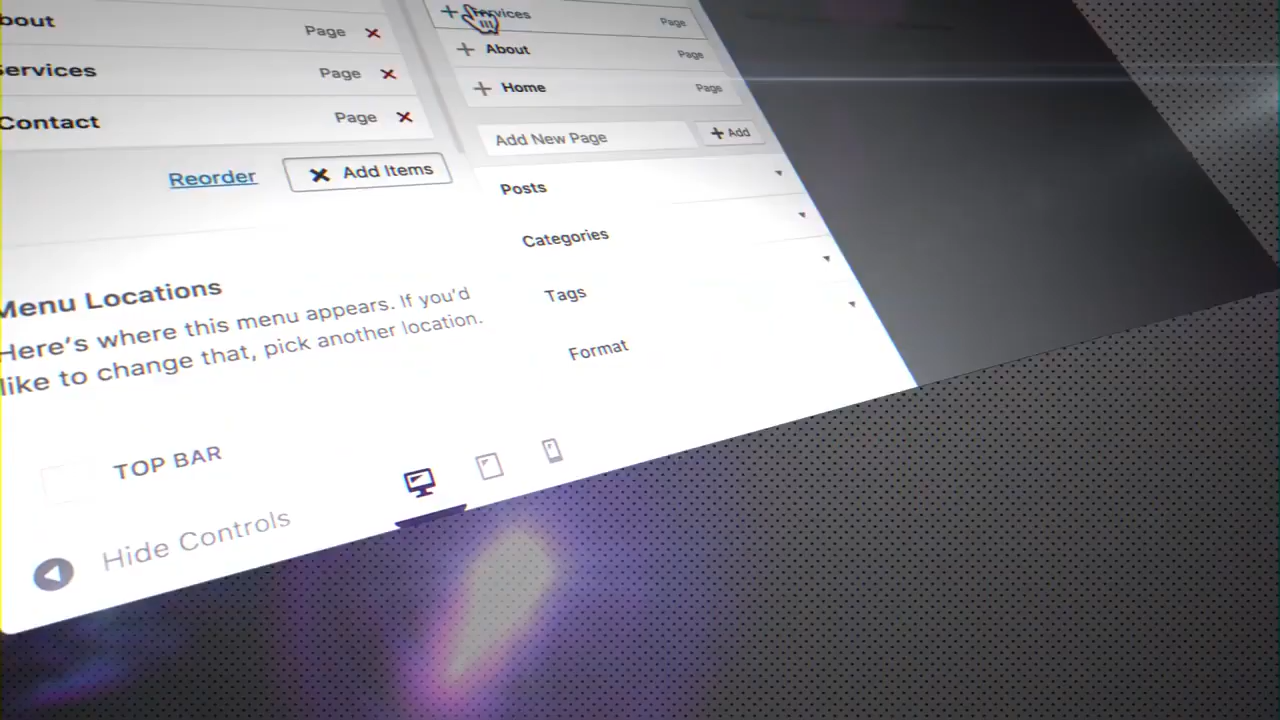 bout Page
ervices Page
Contact Page
Reorder Add Items
Services Page
About Page
Home Page
Add New Page Add
Posts
Categories
Tags
Format
Menu Locations
Here's where this menu appears. If you'd
like to change that, pick another location.
TOP BAR
Hide Controls